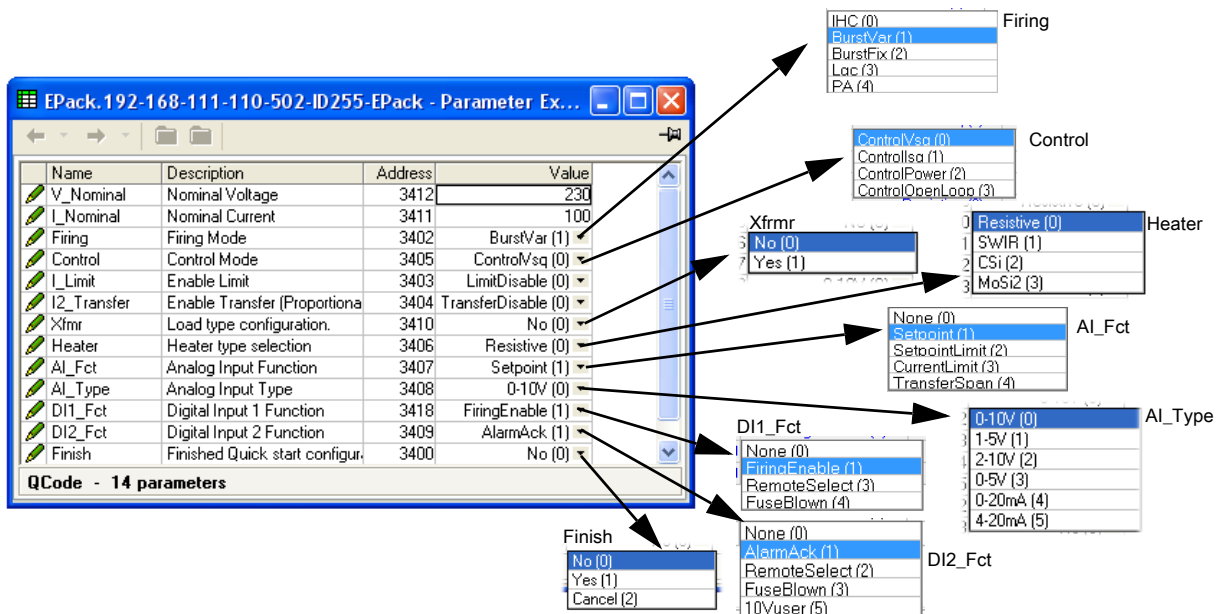 IHC (0)
BurstVar (1)
BurstFix (2)
Lac (3)
PA (4)
Firing
EPack.192-168-111-110-502-ID255-EPack - Parameter Ex...
Name Description Address Value
V_Nominal Nominal Voltage 3412 230
I_Nominal Nominal Current 3411 100
Firing Firing Mode 3402 BurstVar (1)
Control Control Mode 3405 ControlVsq (0)
I_Limit Enable Limit 3403 LimitDisable (0)
I2_Transfer Enable Transfer (Proportiona 3404 TransferDisable (0)
Xfmr Load type configuration. 3410 No (0)
Heater Heater type selection 3406 Resistive (0)
AI_Fct Analog Input Function 3407 Setpoint (1)
AI_Type Analog Input Type 3408 0-10V (0)
DI1_Fct Digital Input 1 Function 3418 FiringEnable (1)
DI2_Fct Digital Input 2 Function 3409 AlarmAck (1)
Finish Finished Quick start configur. 3400 No (0)
QCode - 14 parameters
ControlVsq (0)
ControlIsq (1)
ControlPower (2)
ControlOpenLoop (3)
Control
Xfrmr
No (0)
Yes (1)
Resistive (0)
SWIR (1)
CSi (2)
MoSi2 (3)
Heater
None (0)
Setpoint (1)
SetpointLimit (2)
CurrentLimit (3)
TransferSpan (4)
AI_Fct
0-10V (0)
1-5V (1)
2-10V (2)
0-5V (3)
0-20mA (4)
4-20mA (5)
AI_Type
DI1_Fct
None (0)
FiringEnable (1)
RemoteSelect (3)
FuseBlown (4)
None (0)
AlarmAck (1)
RemoteSelect (2)
FuseBlown (3)
10Vuser (5)
DI2_Fct
Finish
No (0)
Yes (1)
Cancel (2)